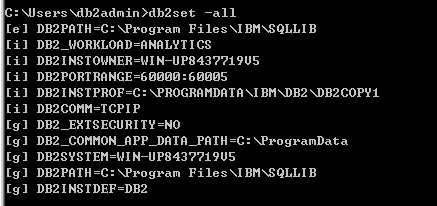 C:\Users\db2admin>db2set -all
[e] DB2PATH=C:\Program Files\IBM\SQLLIB
[i] DB2_WORKLOAD=ANALYTICS
[i] DB2INSTOWNER=WIN-UP8437719V5
[i] DB2PORTRANGE=60000:60005
[i] DB2INSTPROF=C:\PROGRAMDATA\IBM\DB2\DB2COPY1
[i] DB2COMM=TCPIP
[g] DB2_EXTSECURITY=NO
[g] DB2_COMMON_APP_DATA_PATH=C:\ProgramData
[g] DB2SYSTEM=WIN-UP8437719V5
[g] DB2PATH=C:\Program Files\IBM\SQLLIB
[g] DB2INSTDEF=DB2